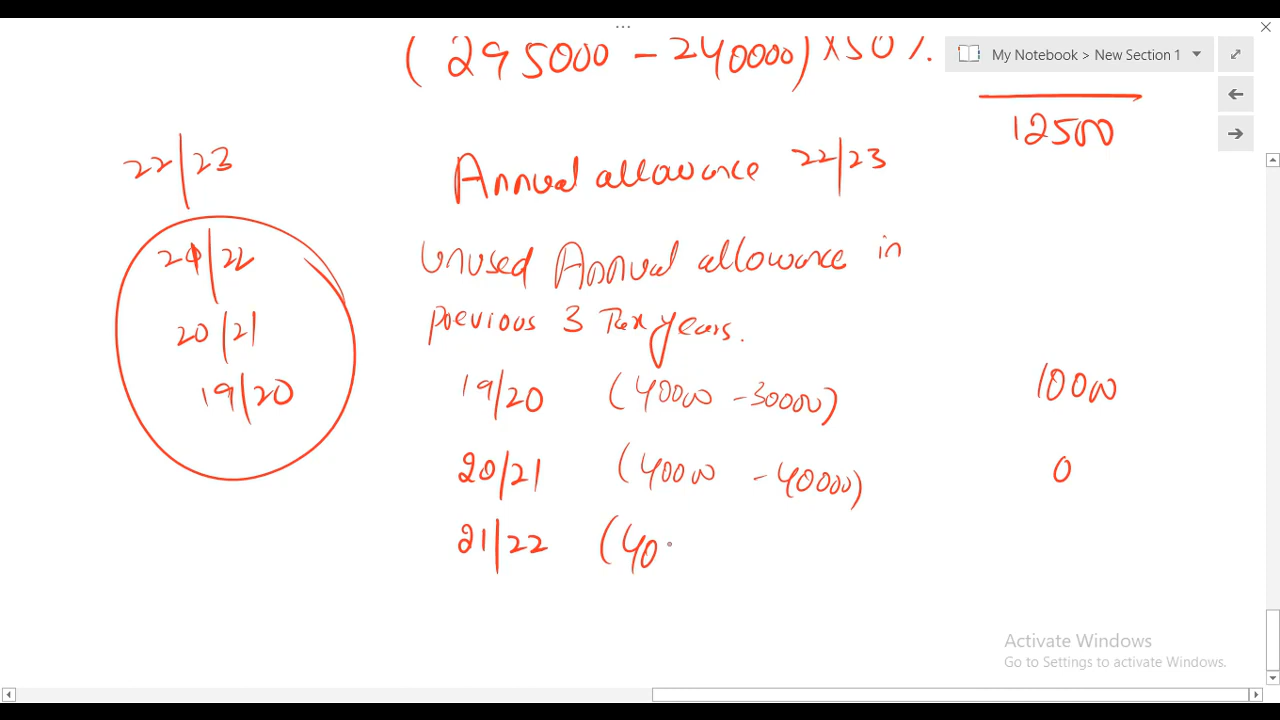 ...
(295000 - 240000) x 50%.
My Notebook > New Section 1
12500
22/23
Annual allowance 22/23
21/22
Unused Annual allowance in
previous 3 Tax years.
20/21
19/20
19/20 (40000 - 30000) 10000
20/21 (40000 - 40000) 0
21/22 (40
Activate Windows
Go to Settings to activate Windows.